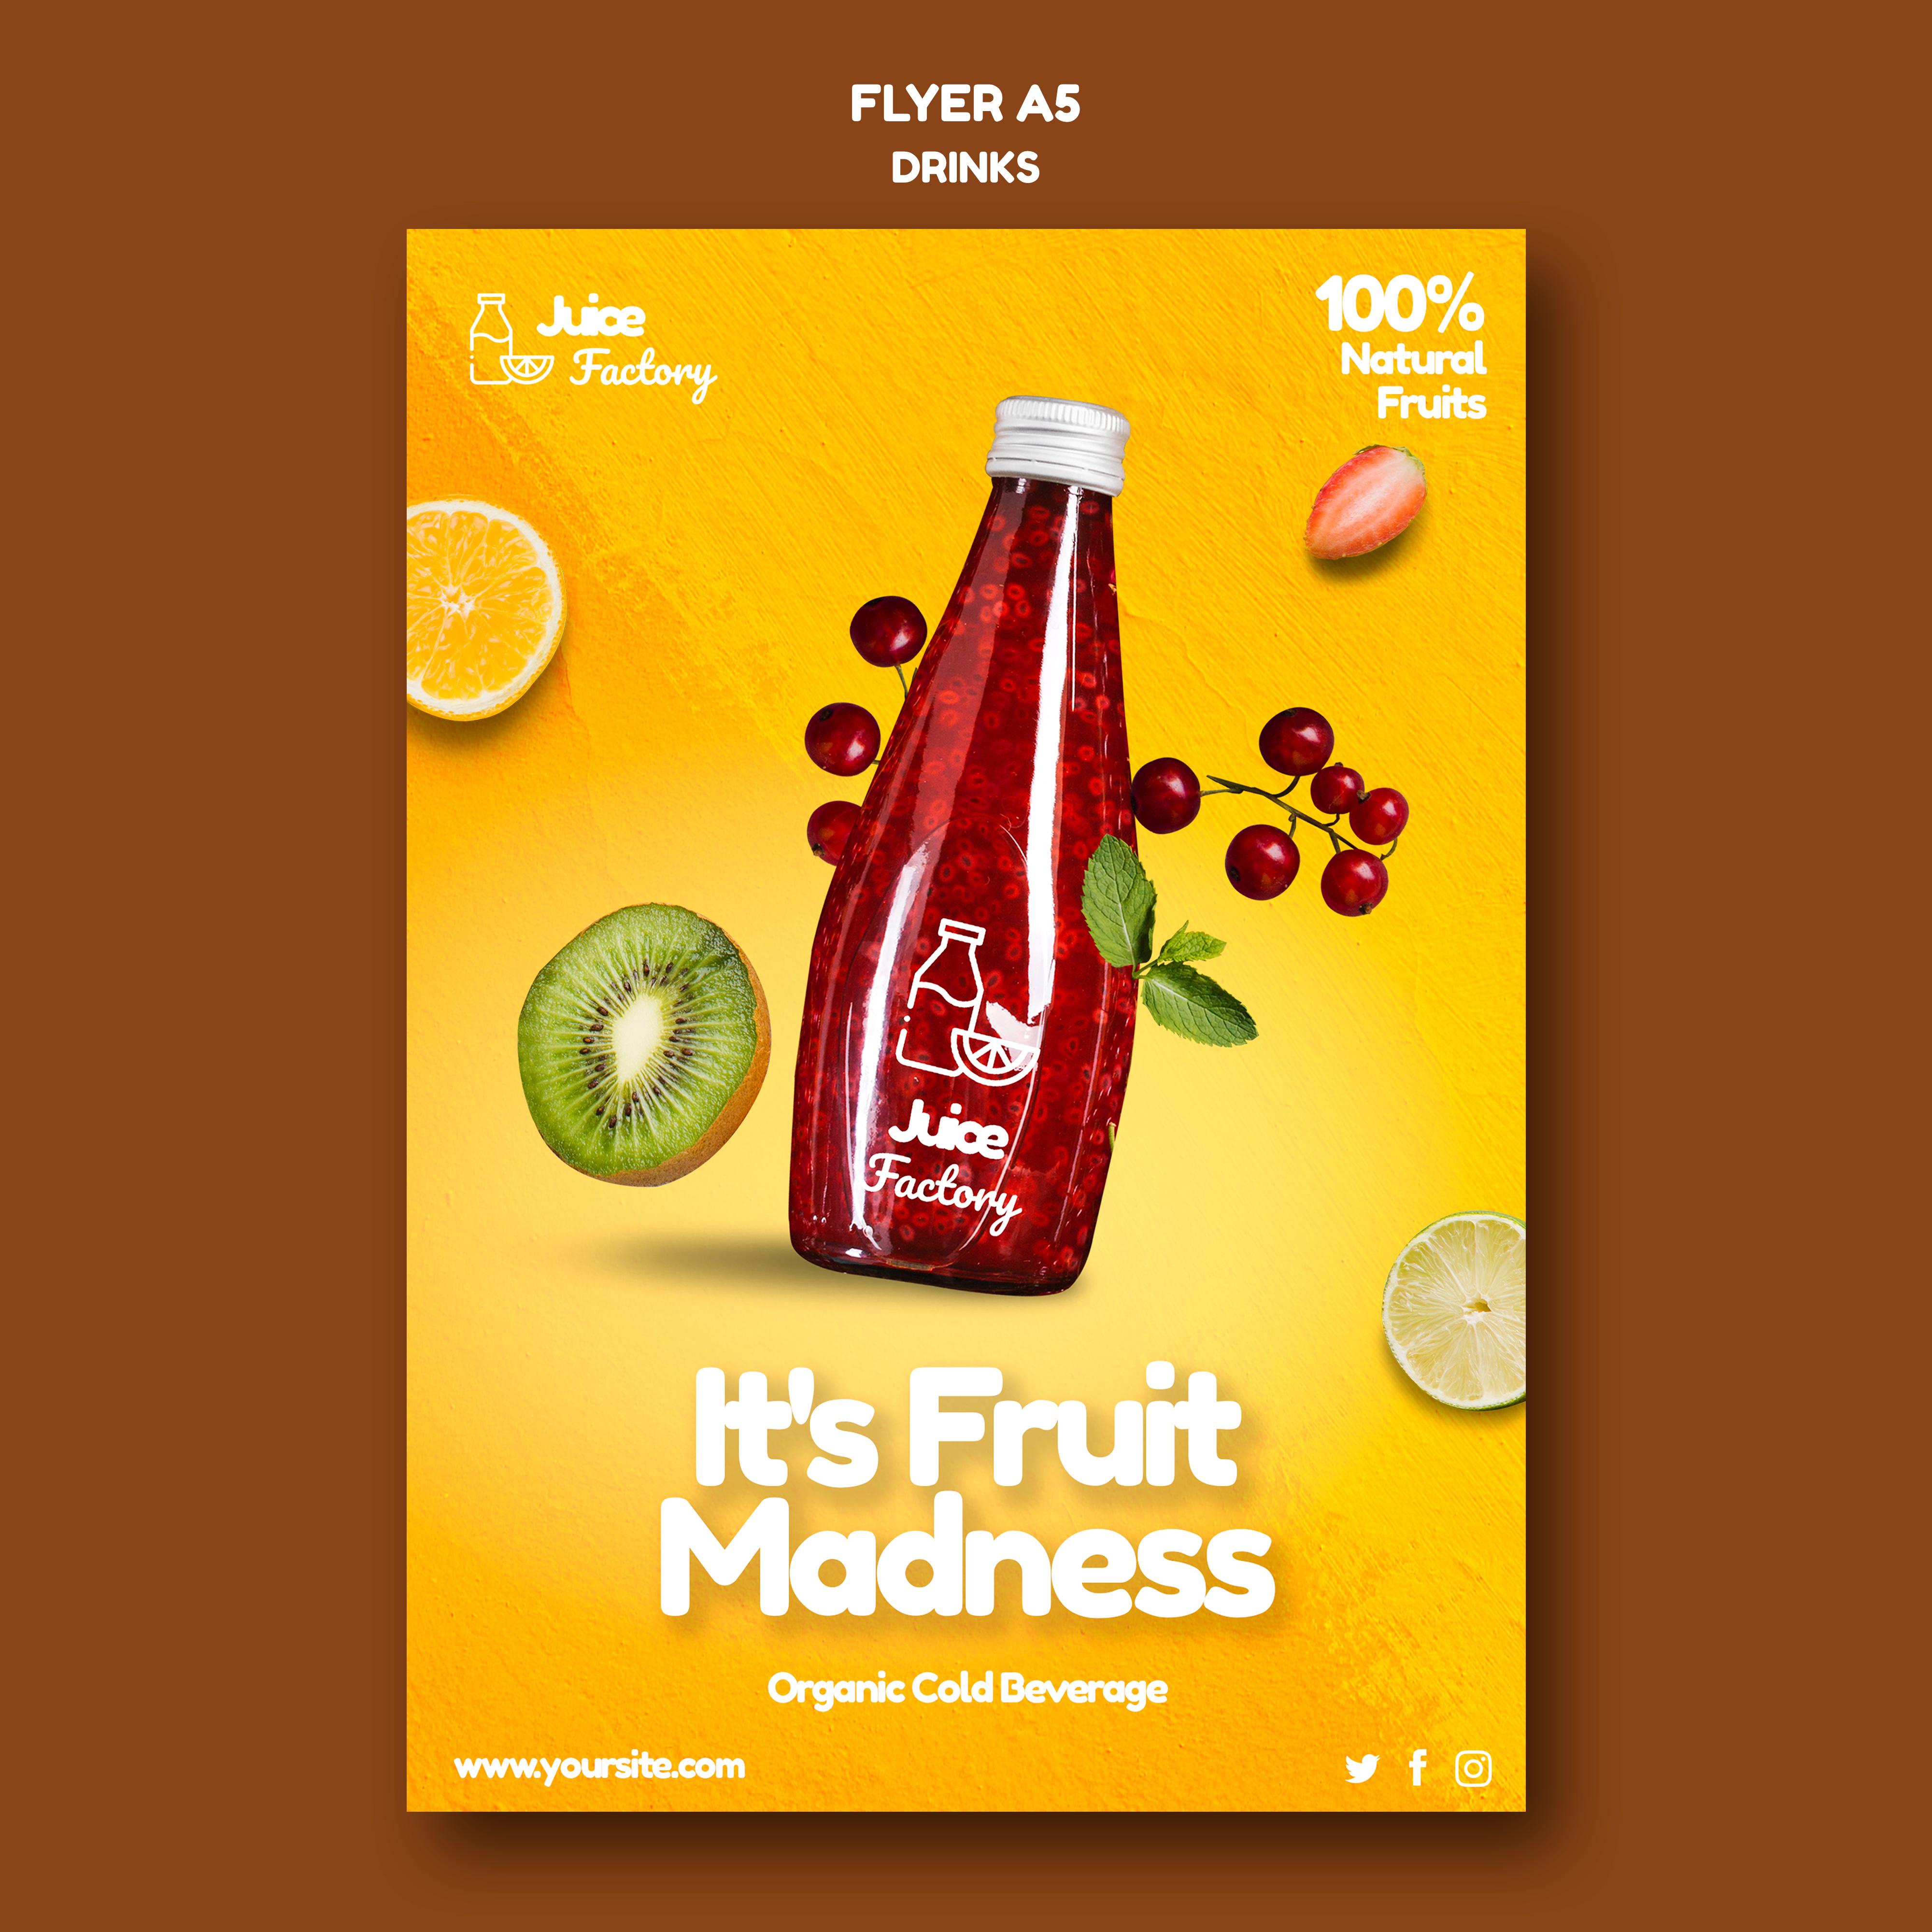 FLYER A5
DRINKS
Juice
Factory
100%
Natural
Fruits
Juice
Factory
It's Fruit
Madness
Organic Cold Beverage
www.yoursite.com